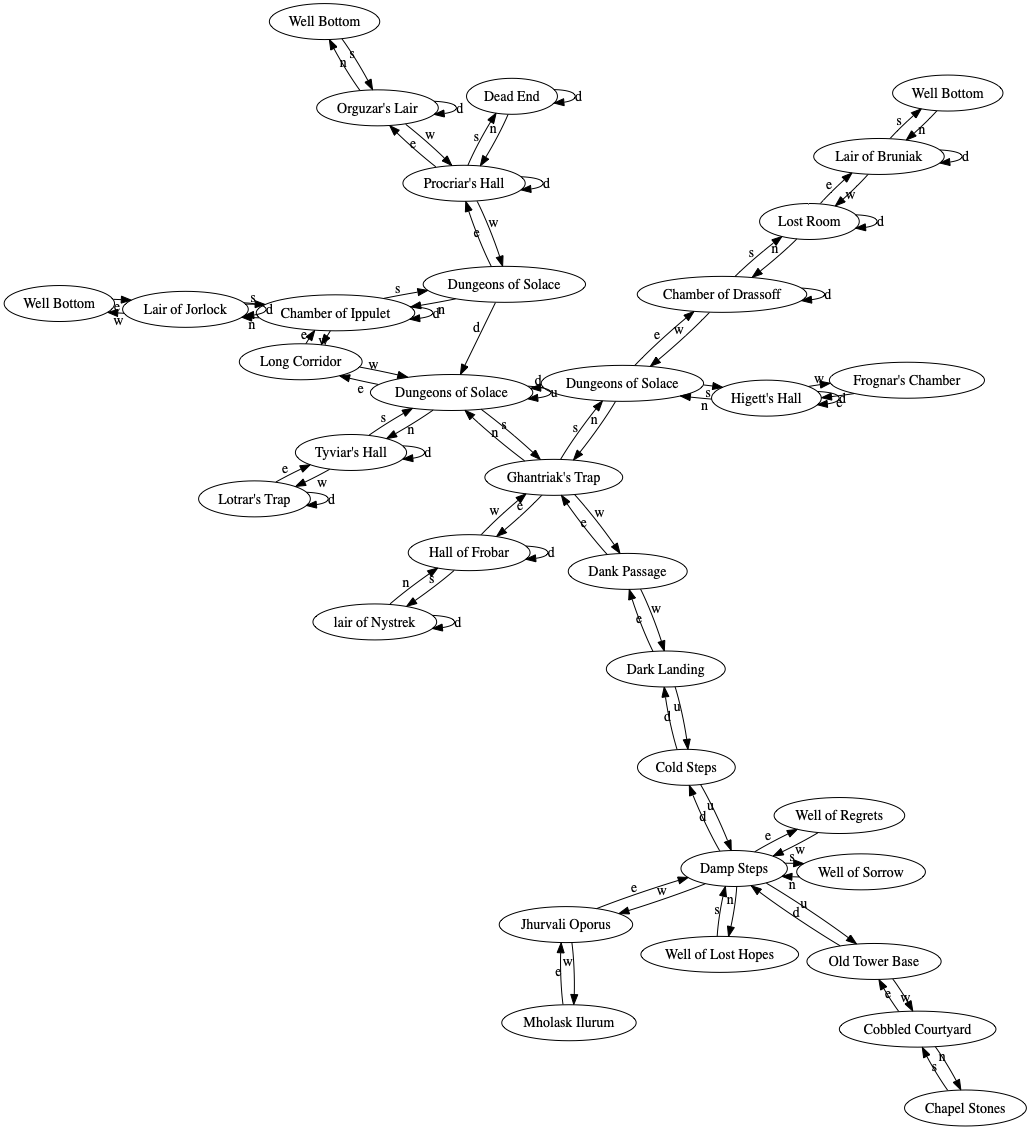 Well Bottom
s
n
Orguzar's Lair
d
Dead End
d
w
e
s
n
Procriar's Hall
d
w
e
Dungeons of Solace
Well Bottom
s
n
Lair of Bruniak
d
e
w
Lost Room
d
s
n
Chamber of Drassoff
d
e
w
Well Bottom
e
w
Lair of Jorlock
s
n
d
Chamber of Ippulet
d
s
n
d
e
w
Long Corridor
w
e
Dungeons of Solace
d
u
Dungeons of Solace
s
n
Higett's Hall
w
e
d
Frognar's Chamber
s
n
Tyviar's Hall
d
e
w
Lotrar's Trap
d
s
n
s
n
Ghantriak's Trap
w
e
Hall of Frobar
d
n
s
lair of Nystrek
d
w
e
Dank Passage
w
e
Dark Landing
u
d
Cold Steps
u
d
Damp Steps
e
w
Well of Regrets
s
n
Well of Sorrow
e
w
Jhurvali Oporus
s
n
Well of Lost Hopes
e
w
Mholask Ilurum
u
d
Old Tower Base
e
w
Cobbled Courtyard
n
s
Chapel Stones